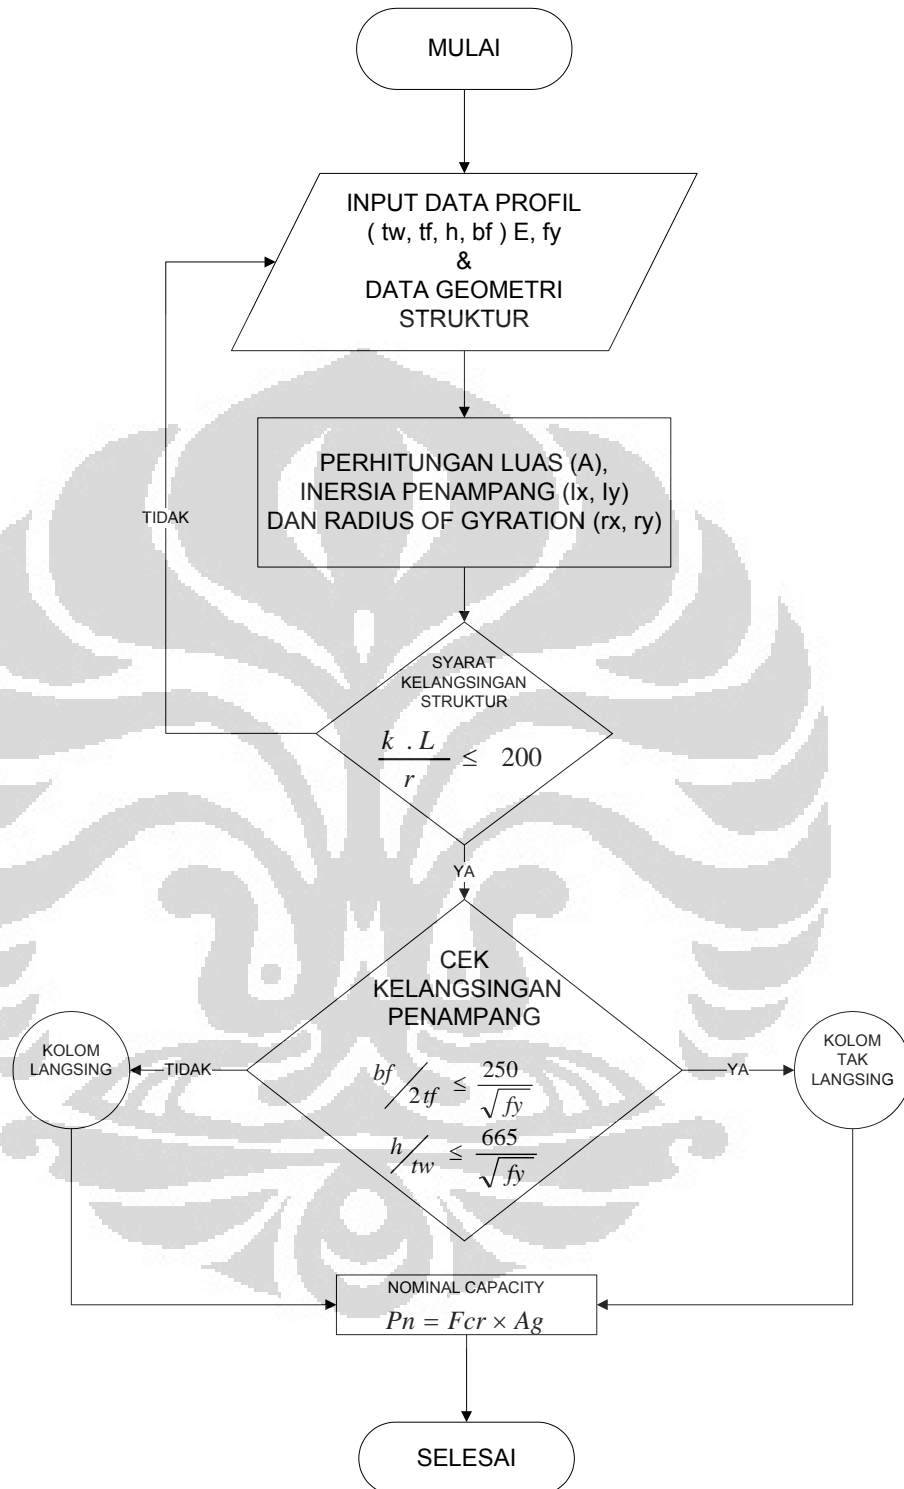 MULAI
INPUT DATA PROFIL
( tw, tf, h, bf ) E, fy
&
DATA GEOMETRI
STRUKTUR
PERHITUNGAN LUAS (A),
INERSIA PENAMPANG (Ix, Iy)
DAN RADIUS OF GYRATION (rx, ry)
TIDAK
SYARAT
KELANGSINGAN
STRUKTUR
k . L / r ≤ 200
YA
CEK
KELANGSINGAN
PENAMPANG
bf/2tf ≤ 250/√fy
h/tw ≤ 665/√fy
KOLOM
LANGSING
TIDAK
YA
KOLOM
TAK
LANGSING
NOMINAL CAPACITY
Pn = Fcr × Ag
SELESAI